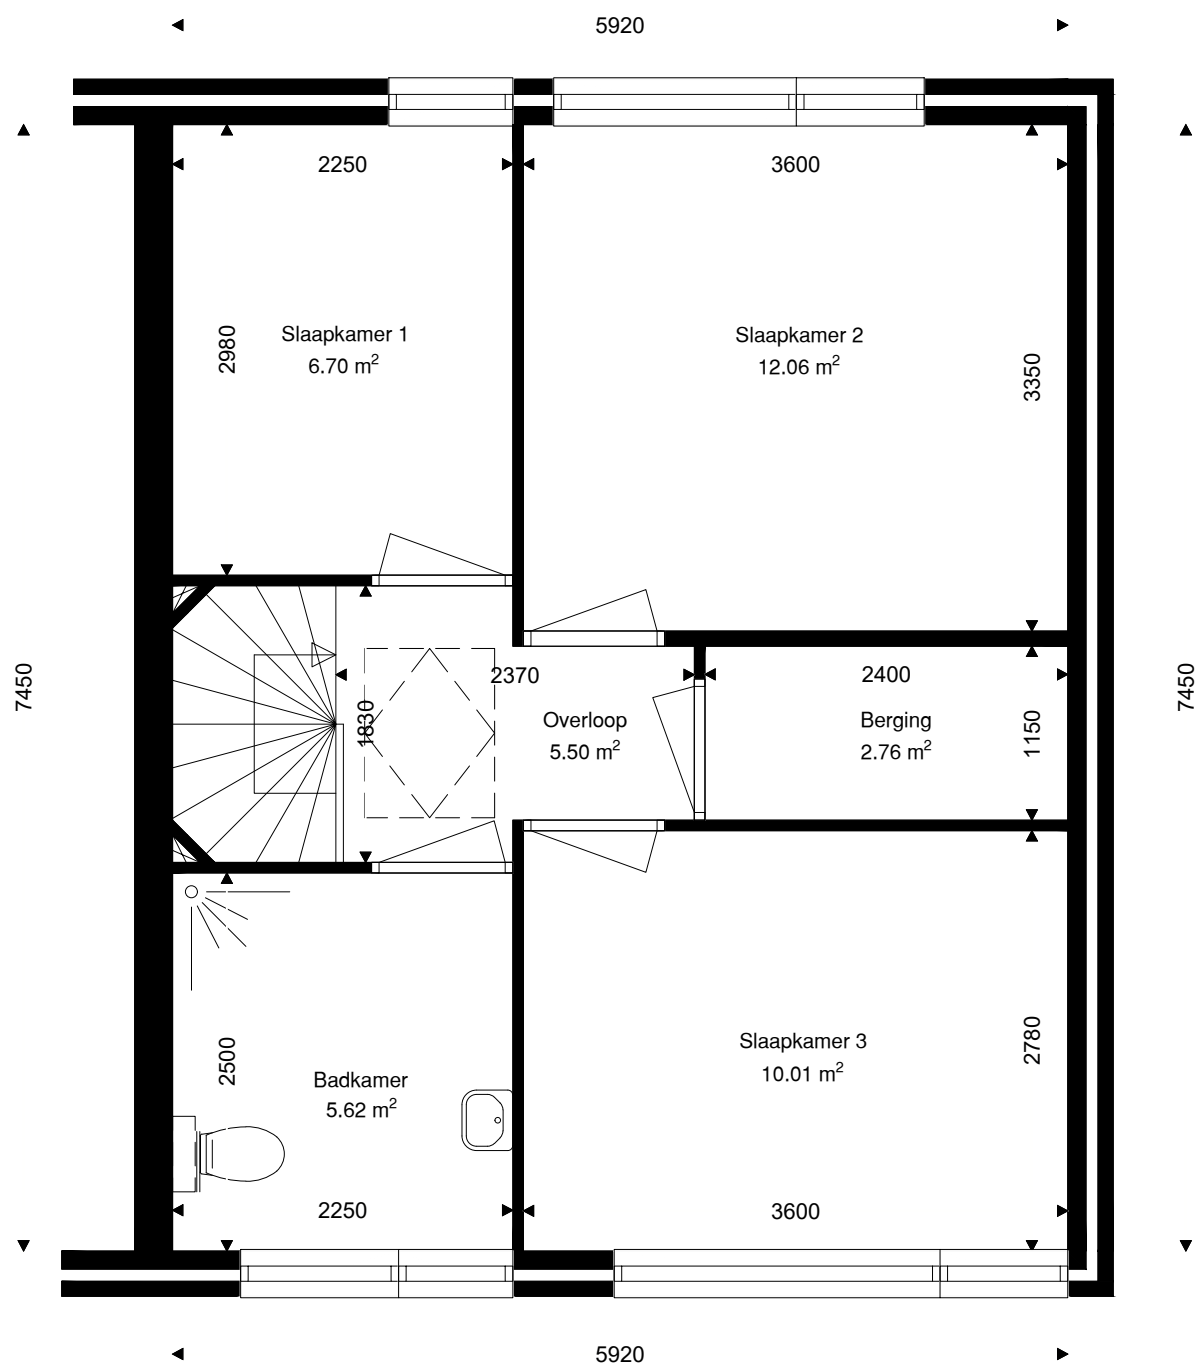 5920
2250
3600
Slaapkamer 1
6.70 m²
2980
Slaapkamer 2
12.06 m²
3350
7450
7450
2370
2400
1830
Overloop
5.50 m²
Berging
2.76 m²
1150
Slaapkamer 3
10.01 m²
2780
2500
Badkamer
5.62 m²
2250
3600
5920